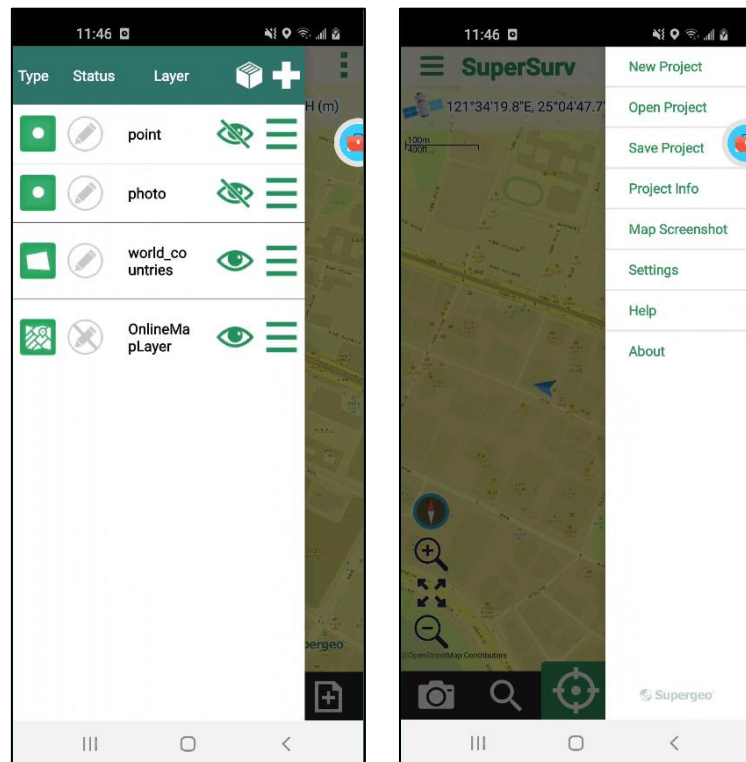 11:46
Type Status Layer
H (m)
point
photo
world_co
untries
OnlineMa
pLayer
pergeo
11:46
SuperSurv
121°34'19.8"E, 25°04'47.7"
100m
400ft
OpenStreetMap Contributors
New Project
Open Project
Save Project
Project Info
Map Screenshot
Settings
Help
About
Supergeo